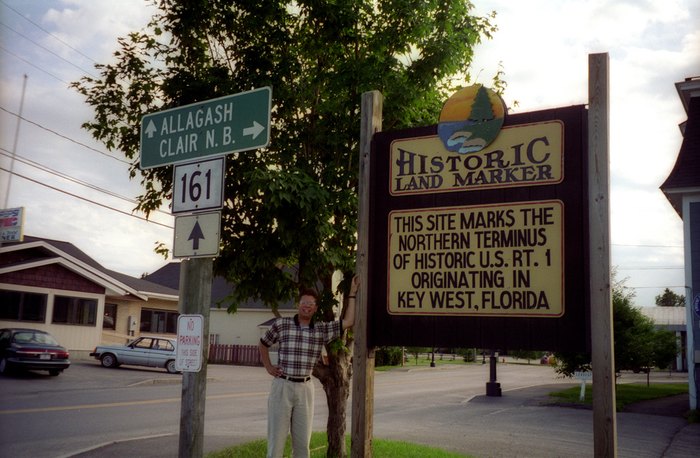 ALLAGASH
CLAIR N.B.
161
NO
PARKING
HISTORIC
LAND MARKER
THIS SITE MARKS THE
NORTHERN TERMINUS
OF HISTORIC U.S. RT. 1
ORIGINATING IN
KEY WEST, FLORIDA